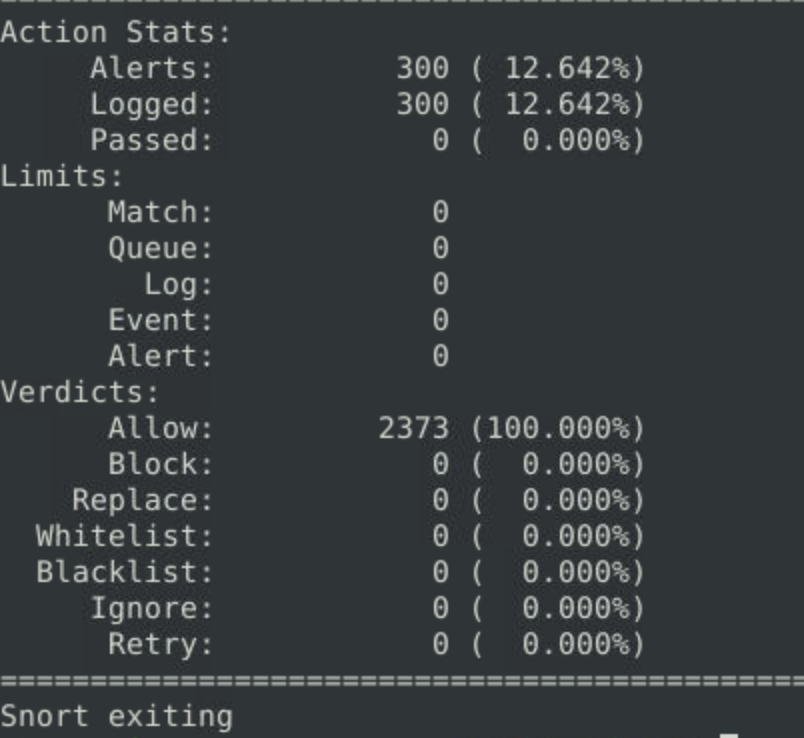 Action Stats:
     Alerts:          300 ( 12.642%)
     Logged:          300 ( 12.642%)
     Passed:            0 (  0.000%)
Limits:
      Match:            0
      Queue:            0
        Log:            0
      Event:            0
      Alert:            0
Verdicts:
      Allow:         2373 (100.000%)
      Block:            0 (  0.000%)
    Replace:            0 (  0.000%)
  Whitelist:            0 (  0.000%)
  Blacklist:            0 (  0.000%)
     Ignore:            0 (  0.000%)
      Retry:            0 (  0.000%)
=============================================
Snort exiting